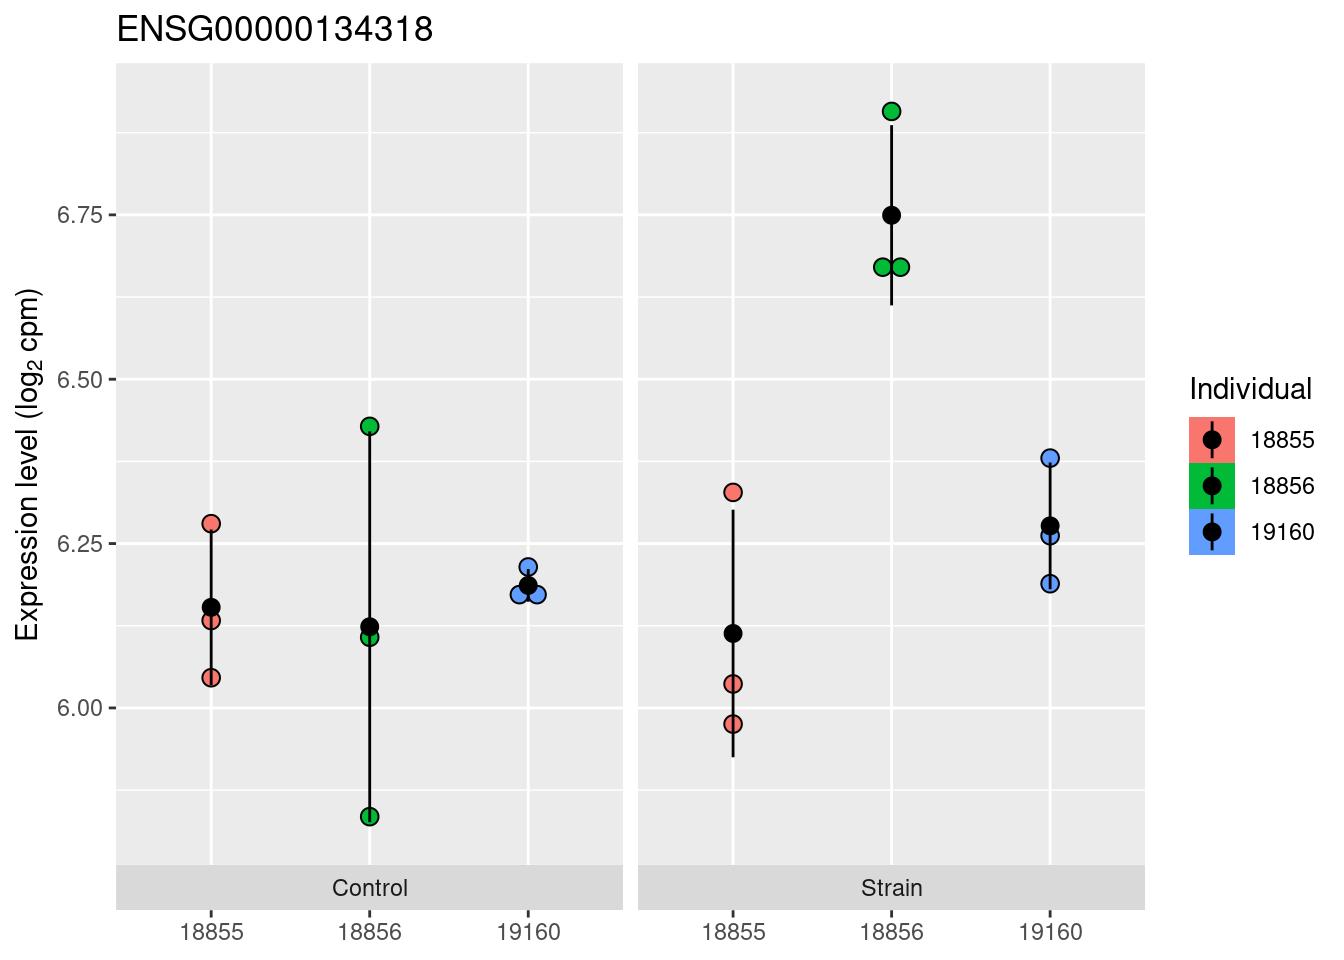 ENSG00000134318
Expression level (log₂ cpm)
6.75
6.50
6.25
6.00
Control
Strain
18855
18856
19160
18855
18856
19160
Individual
18855
18856
19160